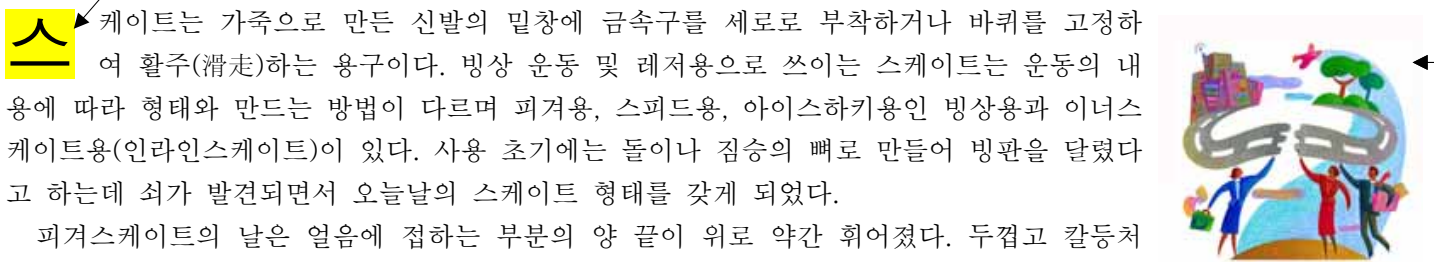 스케이트는 가죽으로 만든 신발의 밑창에 금속구를 세로로 부착하거나 바퀴를 고정하
여 활주(滑走)하는 용구이다. 빙상 운동 및 레저용으로 쓰이는 스케이트는 운동의 내
용에 따라 형태와 만드는 방법이 다르며 피겨용, 스피드용, 아이스하키용인 빙상용과 이너스
케이트용(인라인스케이트)이 있다. 사용 초기에는 돌이나 짐승의 뼈로 만들어 빙판을 달렸다
고 하는데 쇠가 발견되면서 오늘날의 스케이트 형태를 갖게 되었다.
피겨스케이트의 날은 얼음에 접하는 부분의 양 끝이 위로 약간 휘어졌다. 두껍고 칼등처